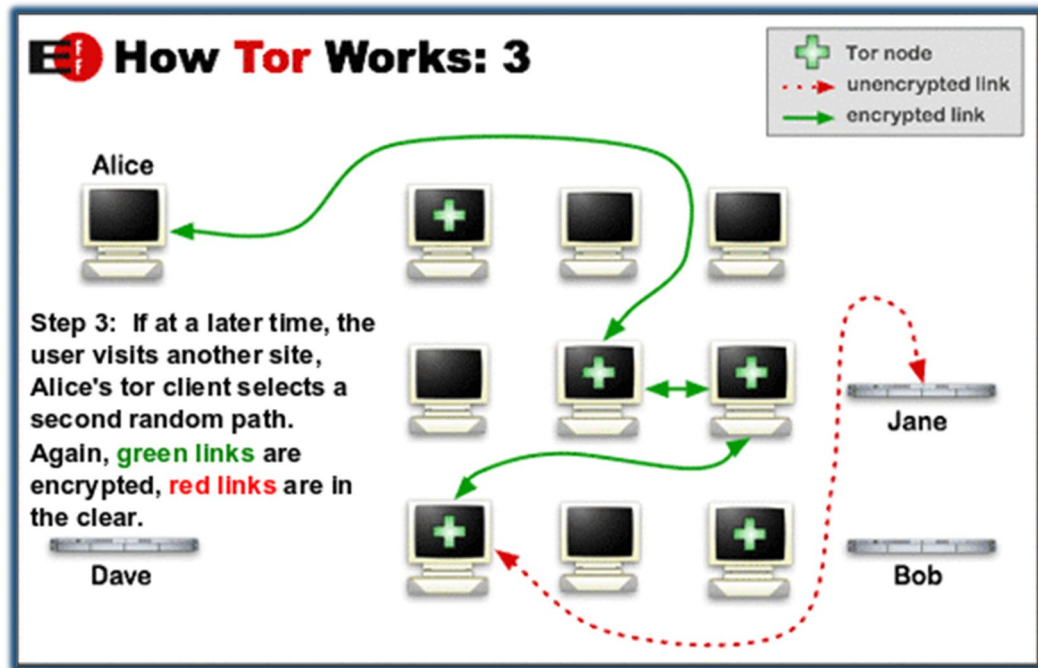 EFF How Tor Works: 3
Tor node
unencrypted link
encrypted link
Alice
Step 3: If at a later time, the
user visits another site,
Alice's tor client selects a
second random path.
Again, green links are
encrypted, red links are in
the clear.
Jane
Dave
Bob